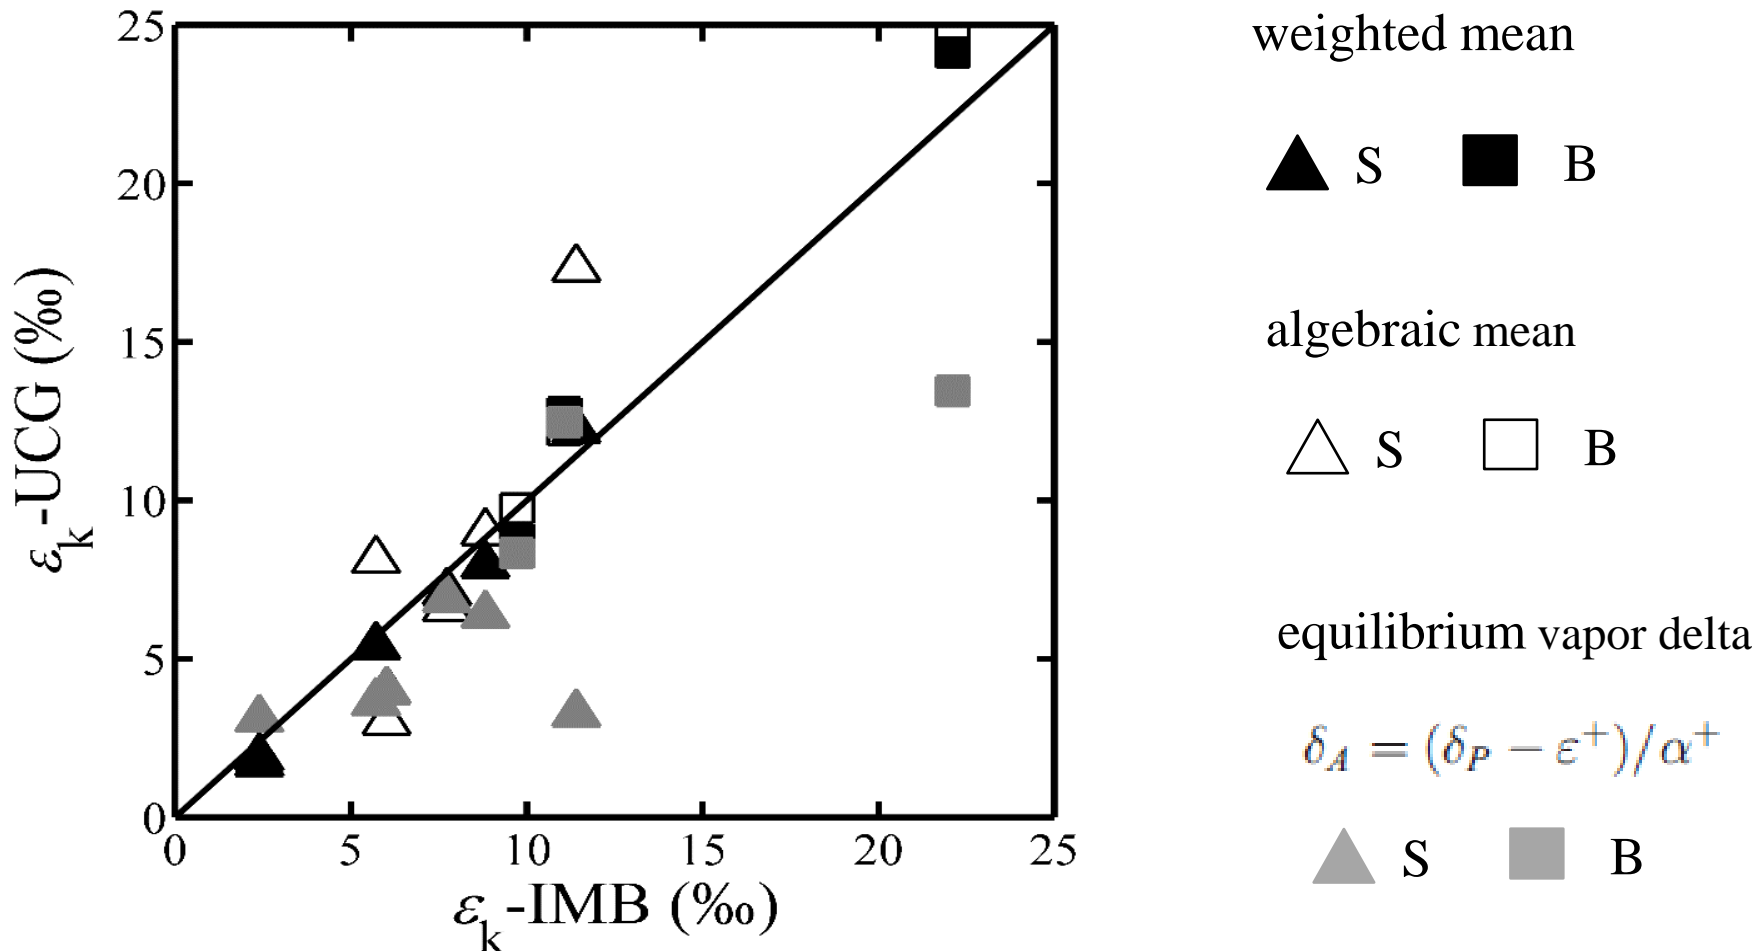 25
20
15
10
5
0
0 5 10 15 20 25
εk-UCG (‰)
εk-IMB (‰)
weighted mean
S B
algebraic mean
S B
equilibrium vapor delta
δA = (δP − ε⁺)/α⁺
S B